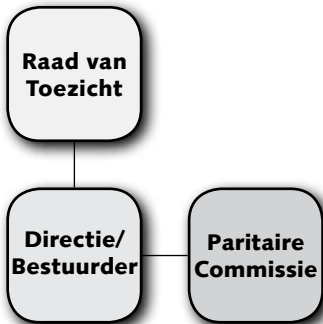 Raad van
Toezicht
Directie/
Bestuurder
Paritaire
Commissie